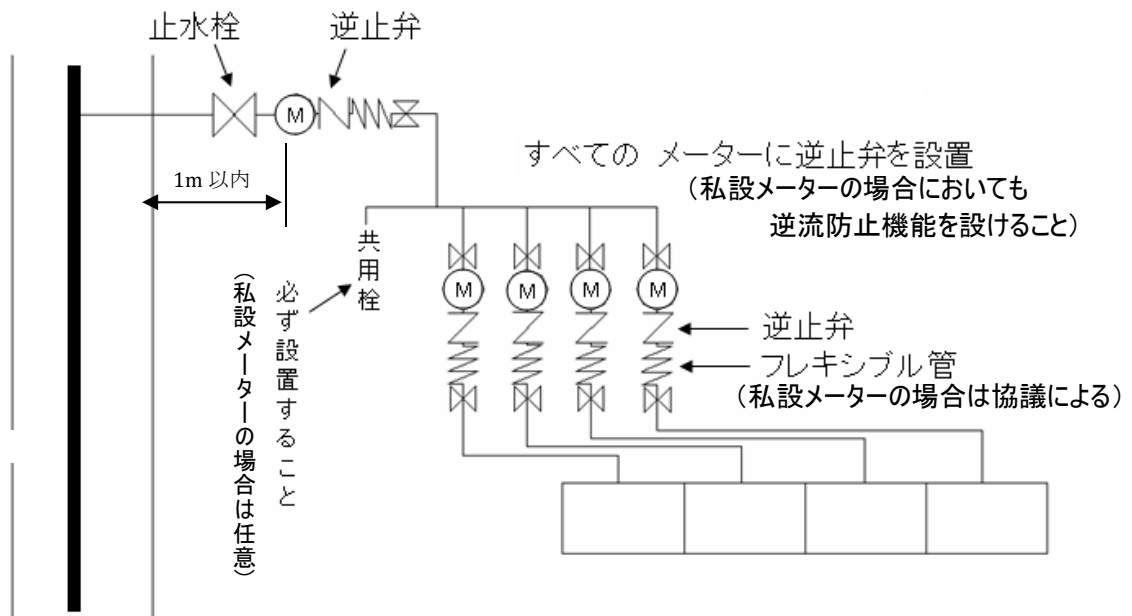 止水栓
逆止弁
M
1m 以内
すべての メーターに逆止弁を設置
(私設メーターの場合においても
逆流防止機能を設けること)
共用栓
必ず設置すること
(私設メーターの場合は任意)
M
M
M
M
逆止弁
フレキシブル管
(私設メーターの場合は協議による)